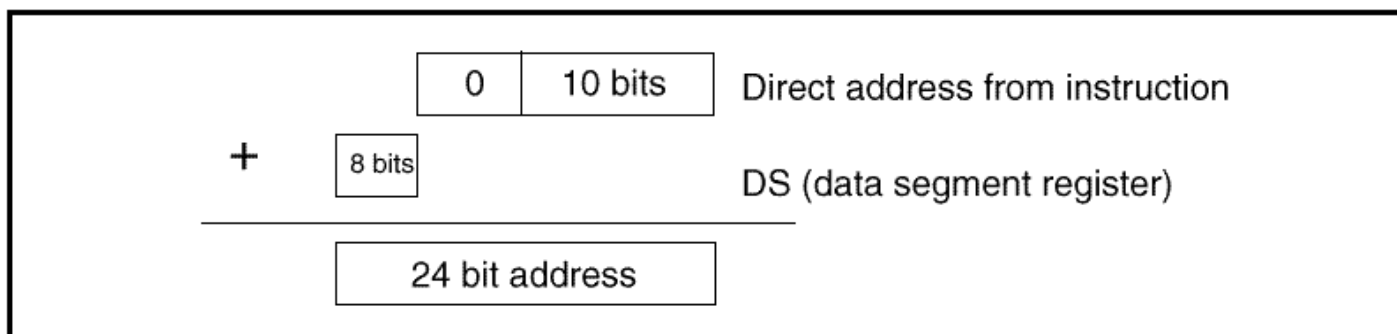 0 10 bits Direct address from instruction
+ 8 bits DS (data segment register)
24 bit address